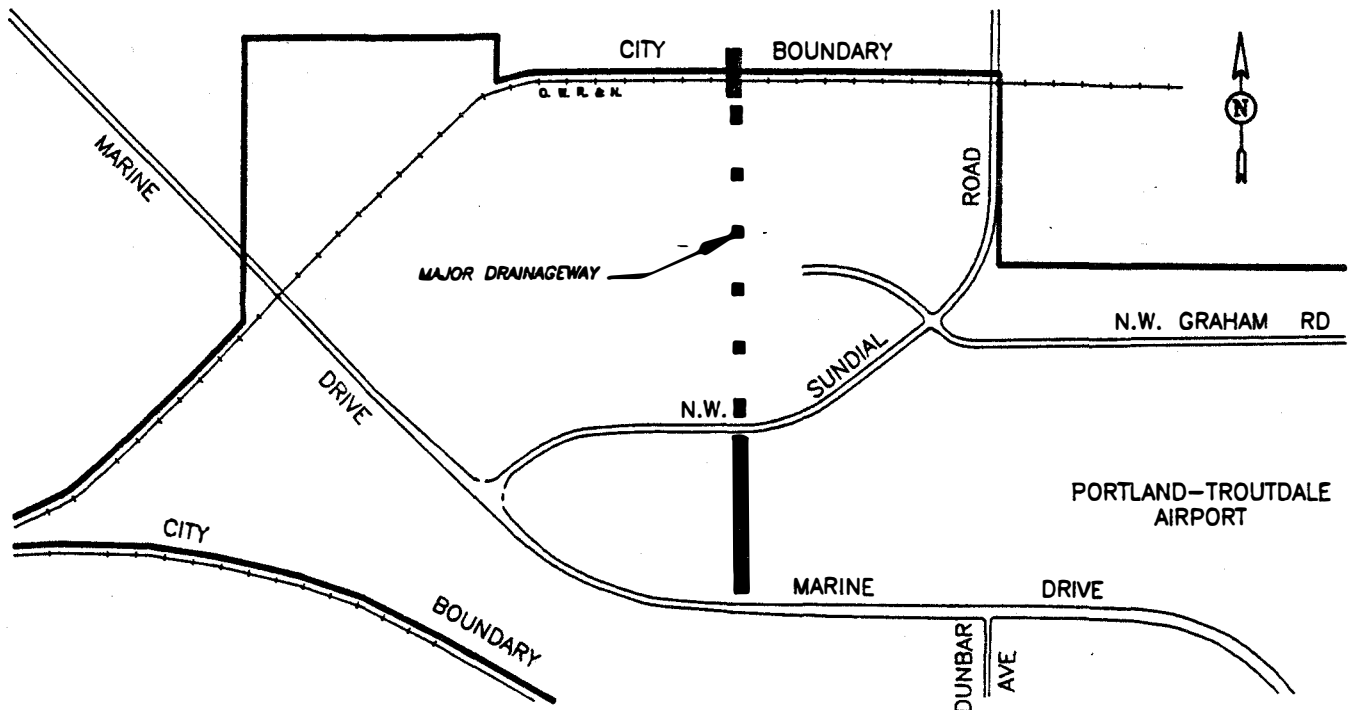 CITY BOUNDARY
O. W. R. & N.
N
MARINE
ROAD
MAJOR DRAINAGEWAY
N.W. GRAHAM RD
SUNDIAL
DRIVE
N.W.
PORTLAND-TROUTDALE
AIRPORT
CITY
BOUNDARY
MARINE DRIVE
DUNBAR
AVE